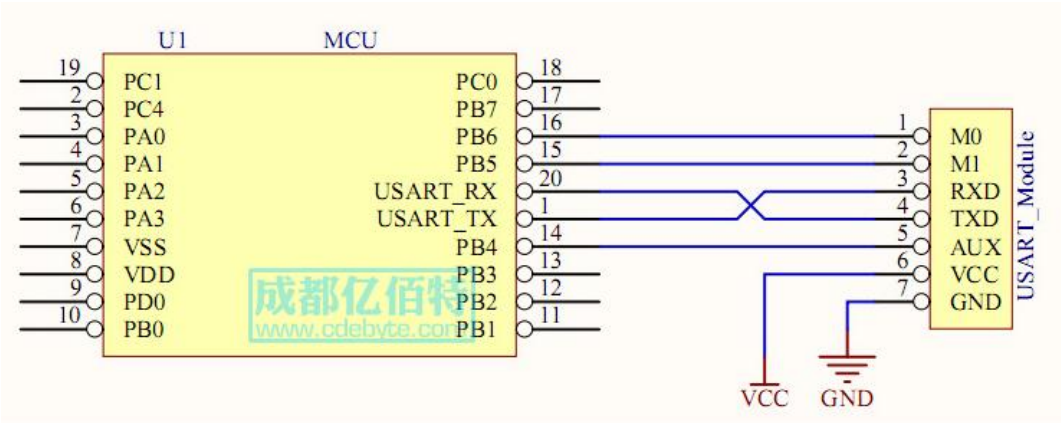 U1 MCU
19 PC1 PC0 18
2 PC4 PB7 17
3 PA0 PB6 16 1 M0
4 PA1 PB5 15 2 M1
5 PA2 USART_RX 20 3 RXD
6 PA3 USART_TX 1 4 TXD
7 VSS PB4 14 5 AUX
8 VDD PB3 13 6 VCC
9 PD0 PB2 12 7 GND
10 PB0 PB1 11
USART_Module
成都亿佰特
www.cdebyte.com
VCC GND